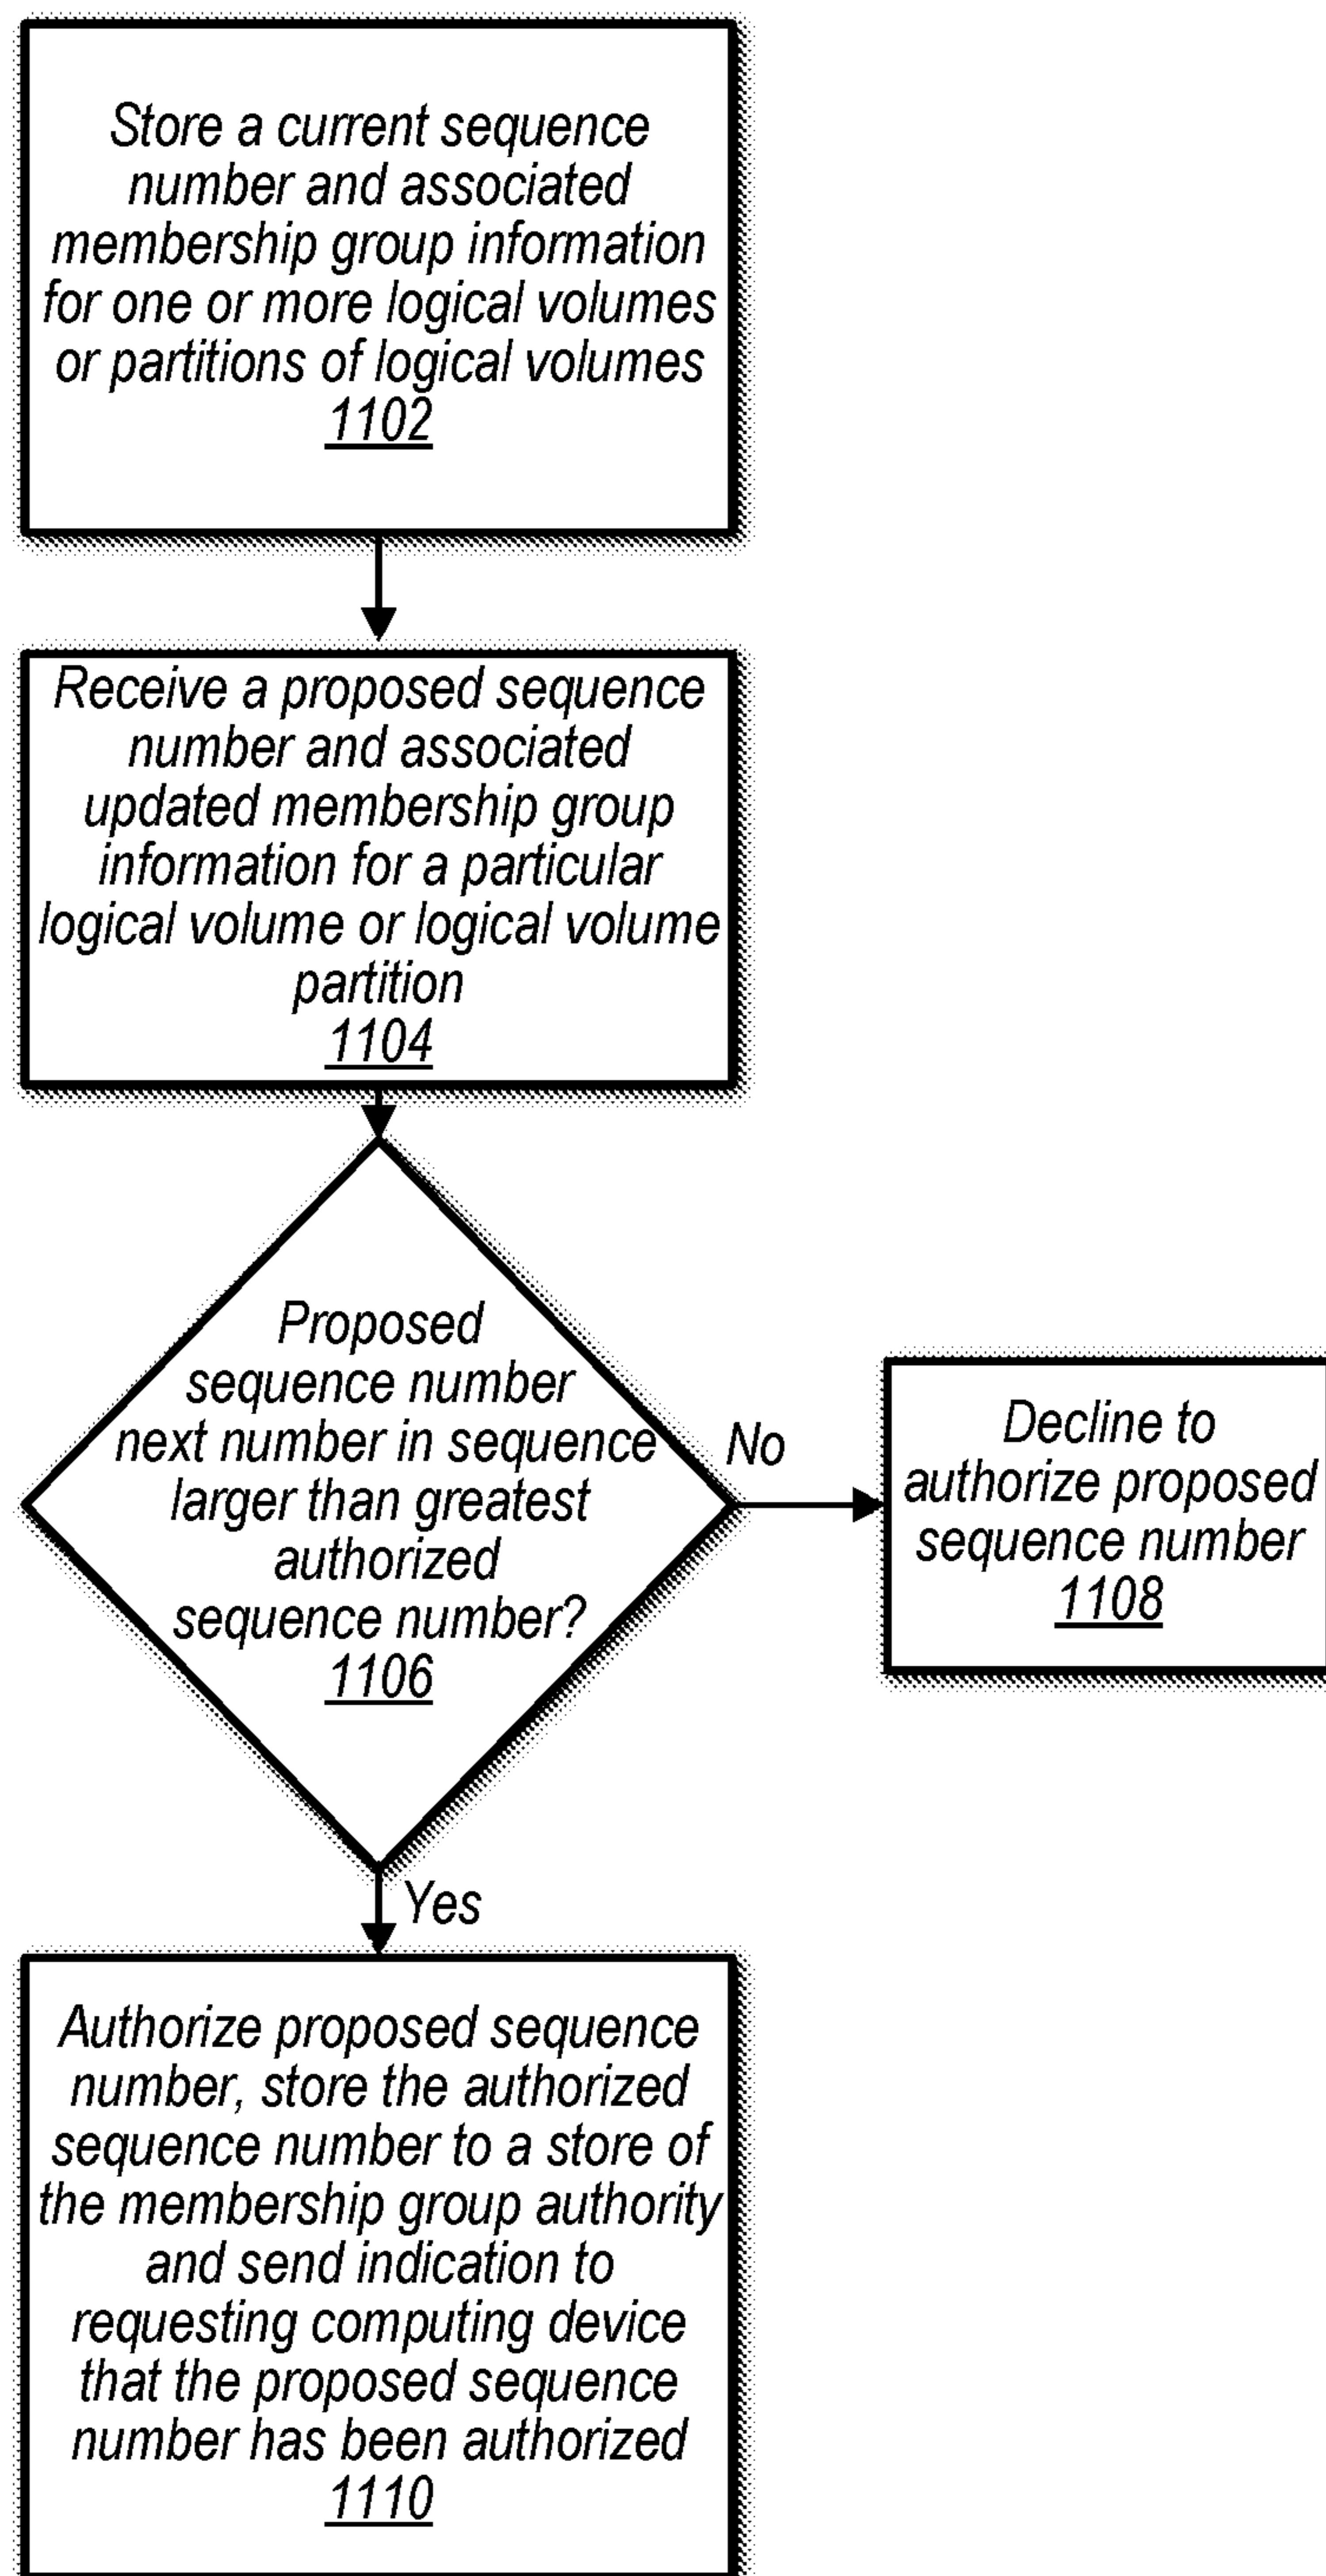 Store a current sequence
number and associated
membership group information
for one or more logical volumes
or partitions of logical volumes
1102
Receive a proposed sequence
number and associated
updated membership group
information for a particular
logical volume or logical volume
partition
1104
Proposed
sequence number
next number in sequence
larger than greatest
authorized
sequence number?
1106
No
Decline to
authorize proposed
sequence number
1108
Yes
Authorize proposed sequence
number, store the authorized
sequence number to a store of
the membership group authority
and send indication to
requesting computing device
that the proposed sequence
number has been authorized
1110